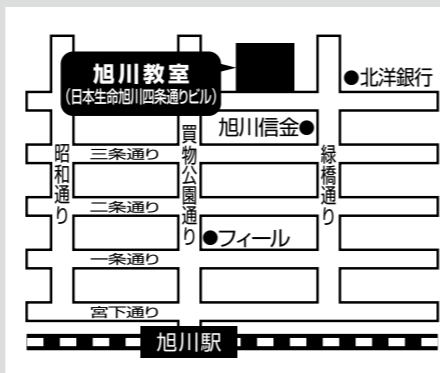 旭川教室
(日本生命旭川四条通りビル)
●北洋銀行
旭川信金●
昭和通り
買物公園通り
緑橋通り
三条通り
二条通り
●フィール
一条通り
宮下通り
旭川駅